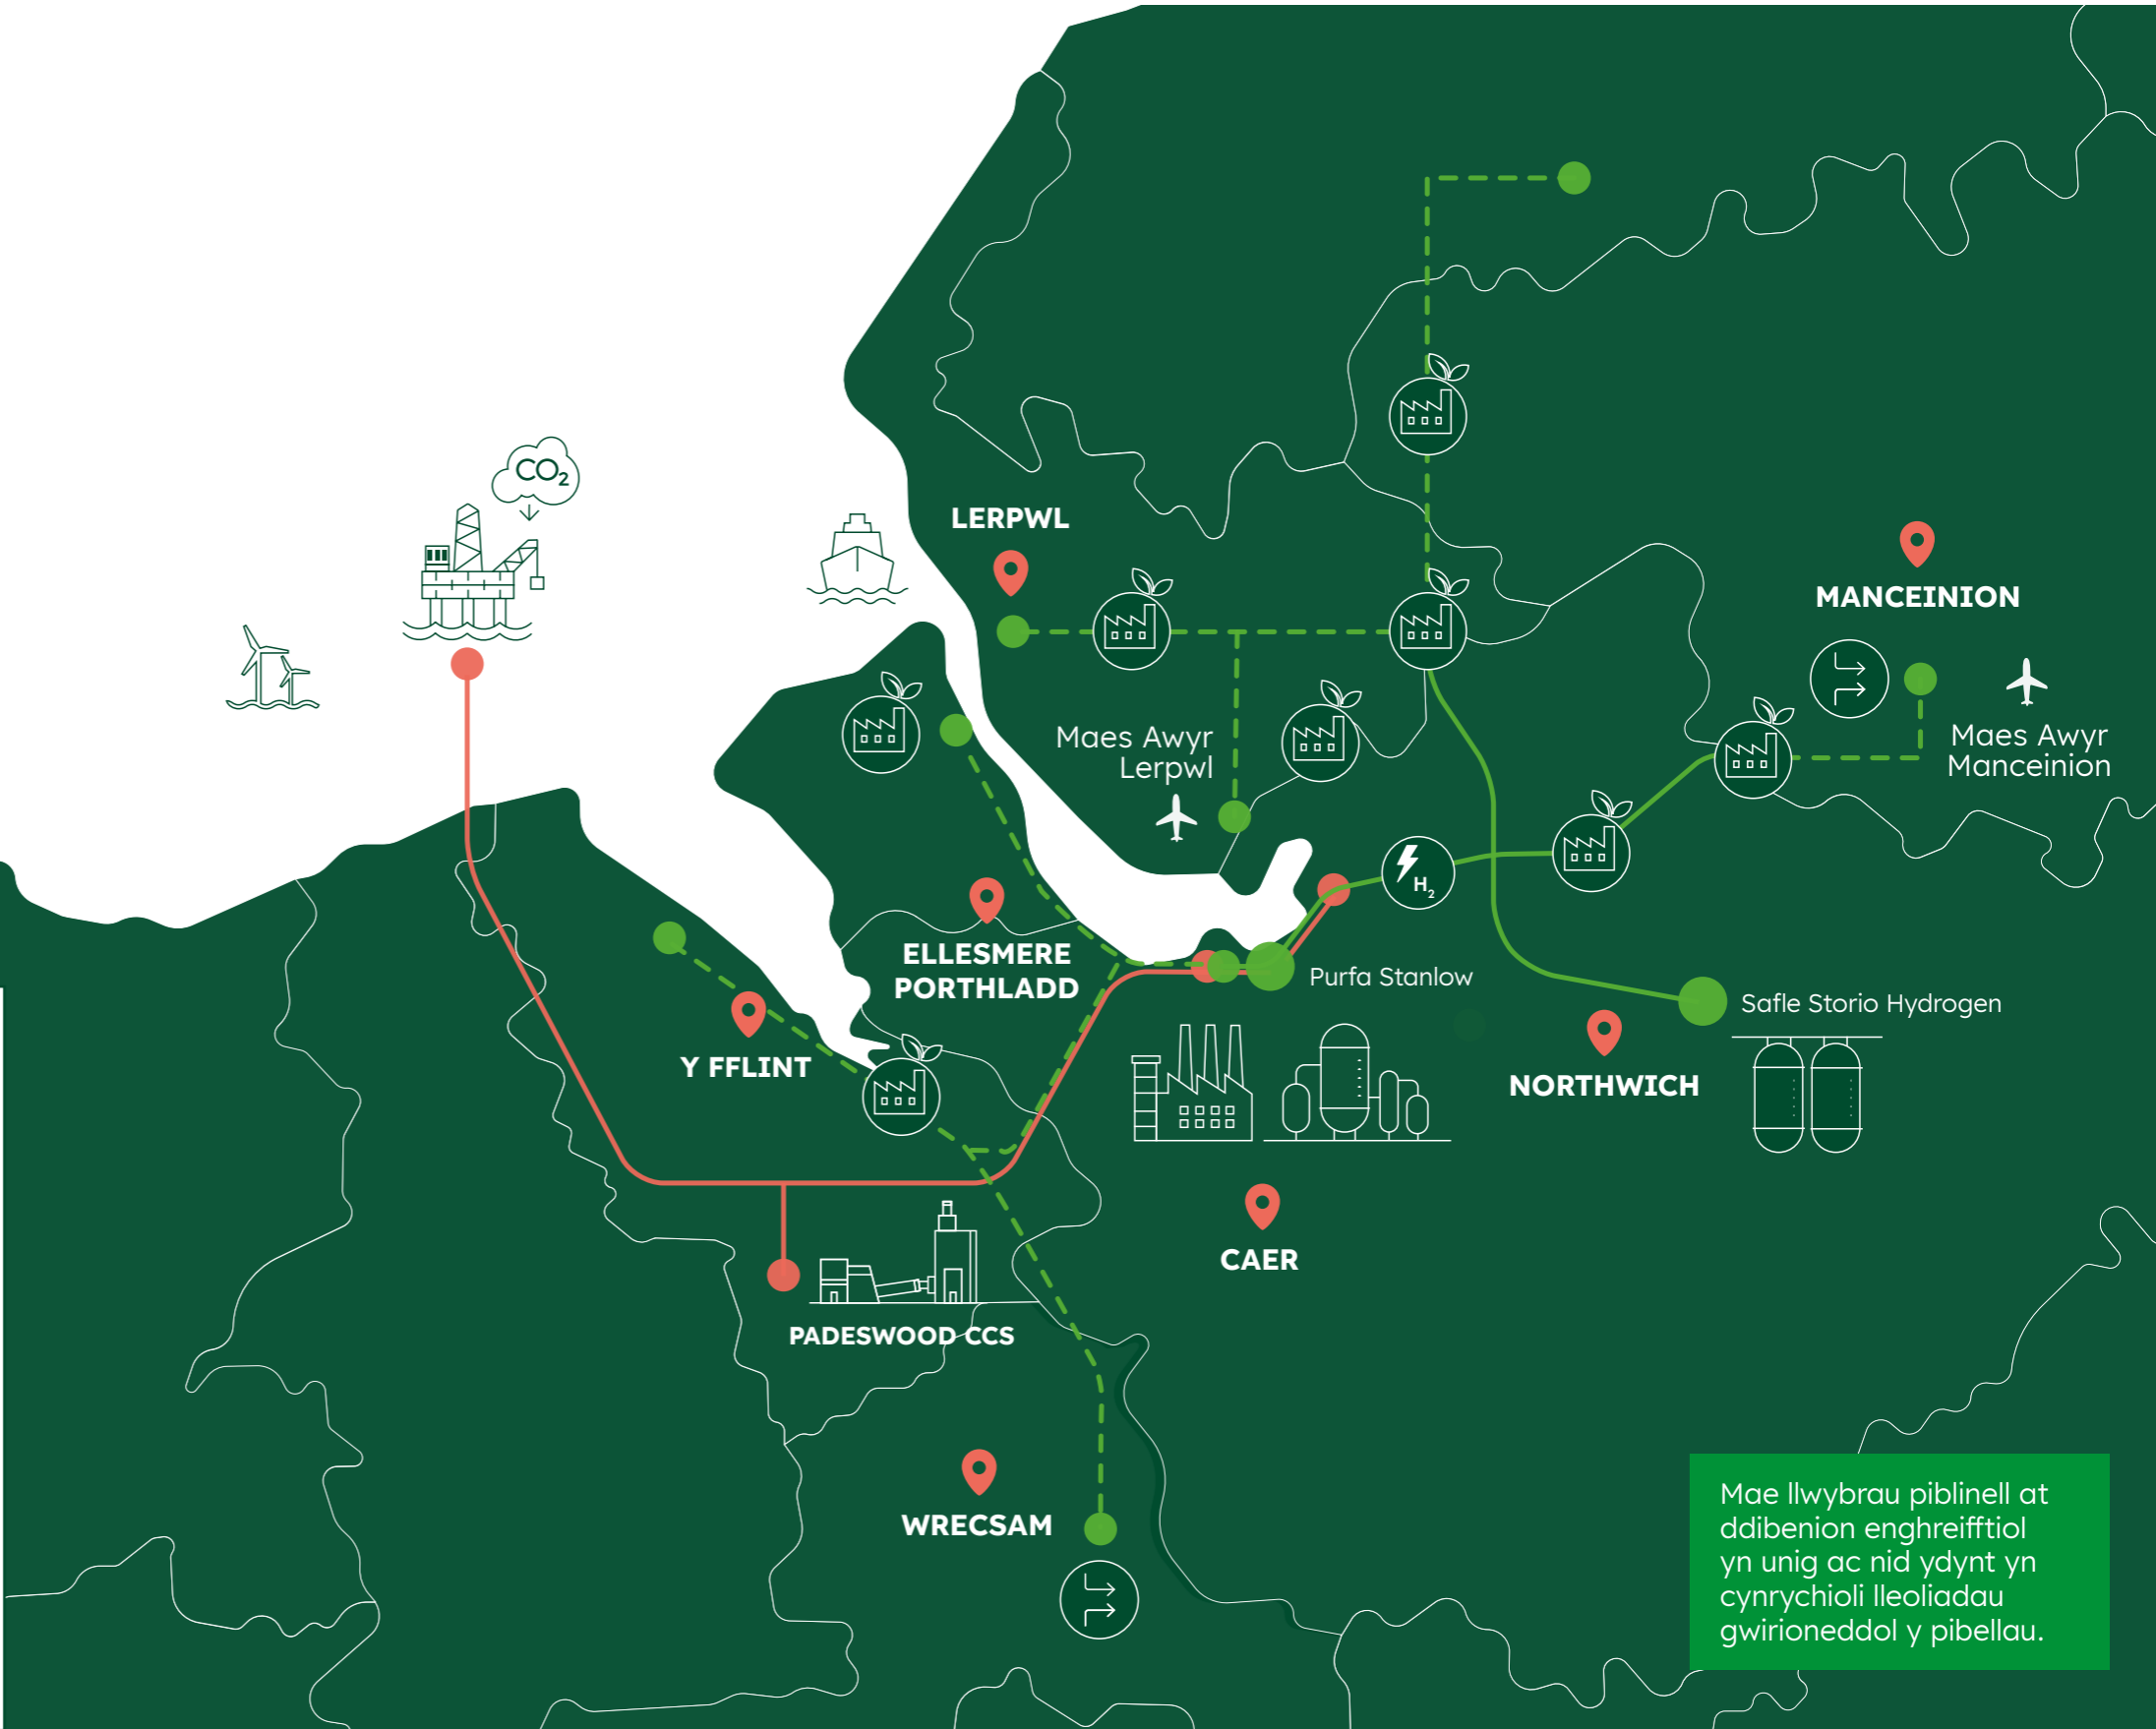 CO₂
LERPWL
MANCEINION
Maes Awyr
Lerpwl
Maes Awyr
Manceinion
H₂
ELLESMERE
PORTHLADD
Purfa Stanlow
Safle Storio Hydrogen
Y FFLINT
NORTHWICH
CAER
PADESWOOD CCS
WRECSAM
Mae llwybrau piblinell at
ddibenion enghreifftiol
yn unig ac nid ydynt yn
cynrychioli lleoliadau
gwirioneddol y pibellau.